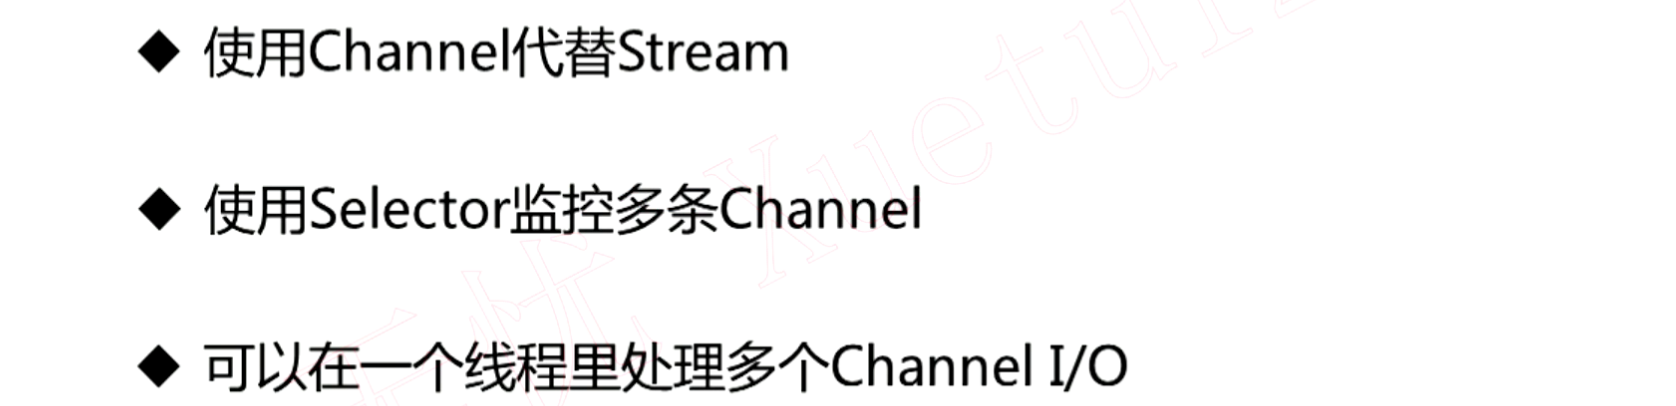 ◆ 使用Channel代替Stream
◆ 使用Selector监控多条Channel
◆ 可以在一个线程里处理多个Channel I/O